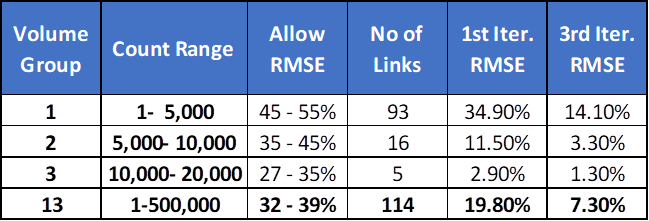 Volume Group Count Range Allow RMSE No of Links 1st Iter. RMSE 3rd Iter. RMSE
1 1- 5,000 45 - 55% 93 34.90% 14.10%
2 5,000- 10,000 35 - 45% 16 11.50% 3.30%
3 10,000- 20,000 27 - 35% 5 2.90% 1.30%
13 1-500,000 32 - 39% 114 19.80% 7.30%